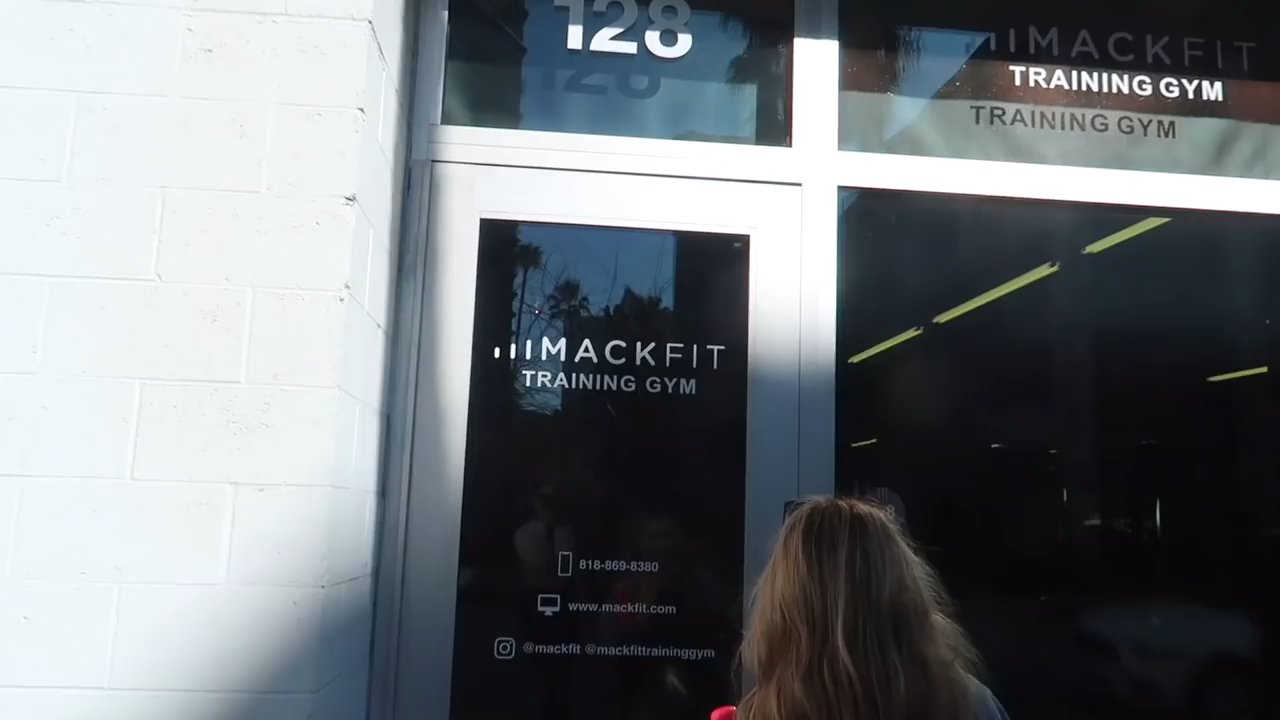 128
MACKFIT
TRAINING GYM
TRAINING GYM
MACKFIT
TRAINING GYM
818-869-8380
www.mackfit.com
@mackfit @mackfittraininggym